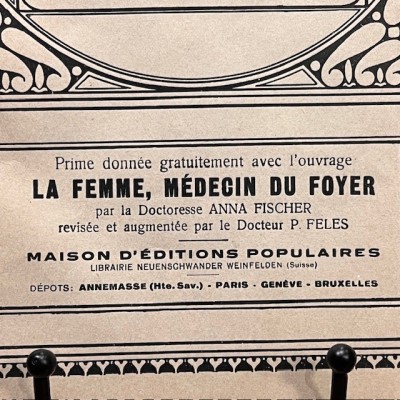 Prime donnée gratuitement avec l'ouvrage
LA FEMME, MÉDECIN DU FOYER
par la Doctoresse ANNA FISCHER
revisée et augmentée par le Docteur P. FELES
MAISON D'ÉDITIONS POPULAIRES
LIBRAIRIE NEUENSCHWANDER WEINFELDEN (Suisse)
DÉPOTS: ANNEMASSE (Hte. Sav.) - PARIS - GENÈVE - BRUXELLES